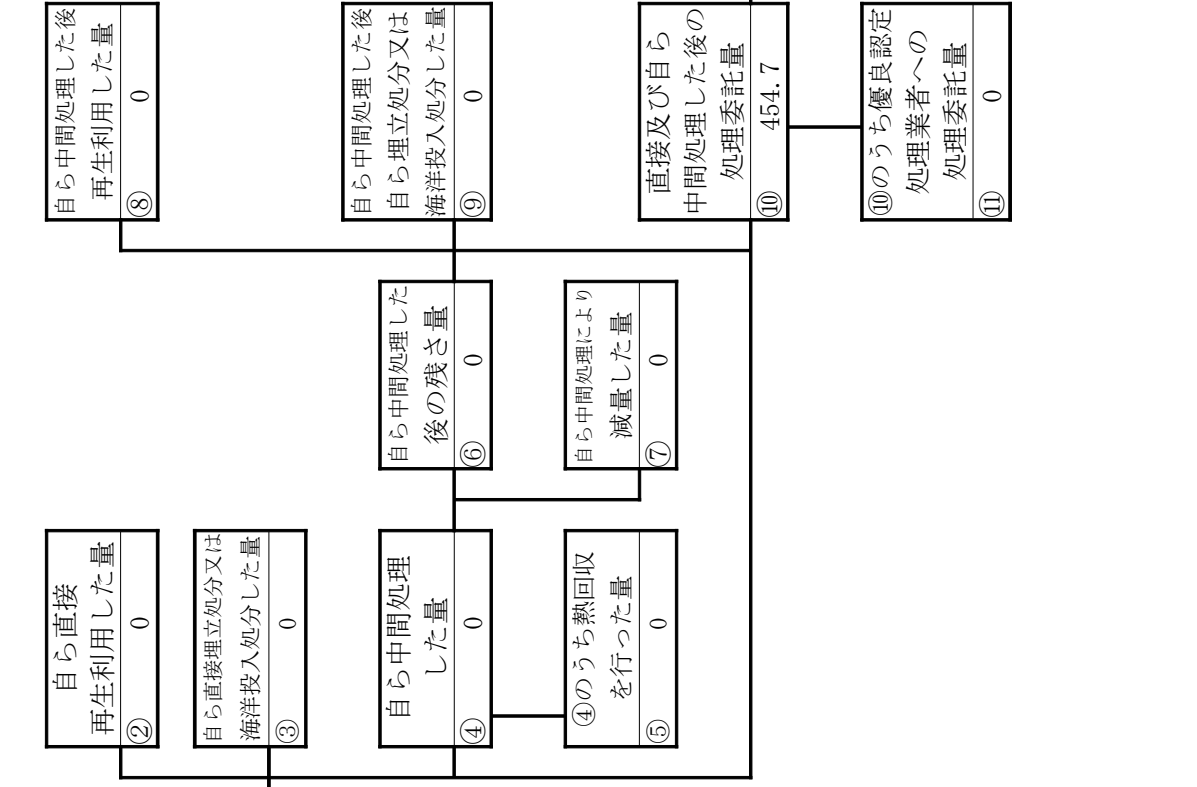 自ら直接
再生利用した量
② 0
自ら直接埋立処分又は
海洋投入処分した量
③ 0
自ら中間処理
した量
④ 0
④のうち熱回収
を行った量
⑤ 0
自ら中間処理した
後の残さ量
⑥ 0
自ら中間処理により
減量した量
⑦ 0
自ら中間処理した後
再生利用した量
⑧ 0
自ら中間処理した後
自ら埋立処分又は
海洋投入処分した量
⑨ 0
直接及び自ら
中間処理した後の
処理委託量
⑩ 454.7
⑩のうち優良認定
処理業者への
処理委託量
⑪ 0